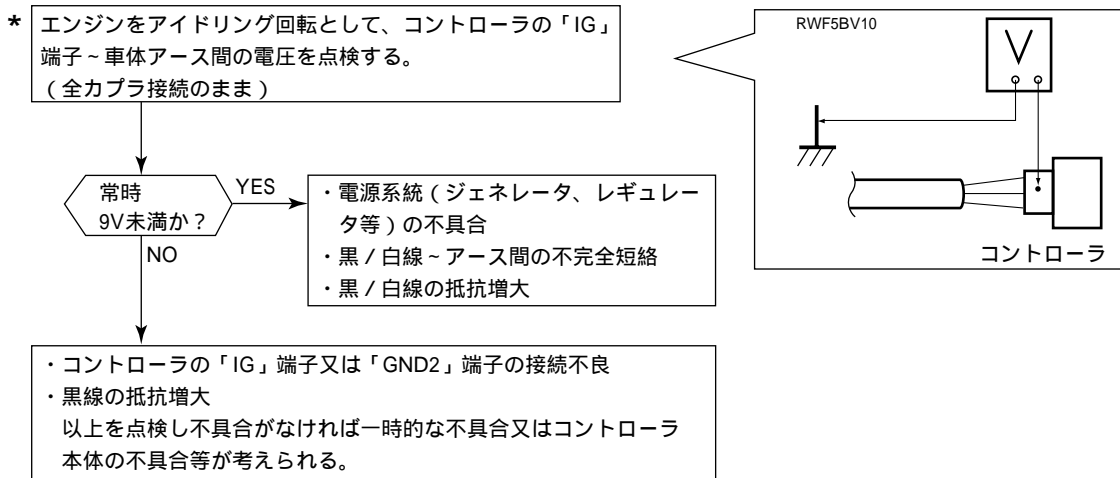 * エンジンをアイドリング回転として、コントローラの「IG」
端子~車体アース間の電圧を点検する。
(全カプラ接続のまま)
RWF5BV10
V
コントローラ
常時
9V未満か?
YES
NO
・電源系統(ジェネレータ、レギュレー
タ等)の不具合
・黒/白線~アース間の不完全短絡
・黒/白線の抵抗増大
・コントローラの「IG」端子又は「GND2」端子の接続不良
・黒線の抵抗増大
以上を点検し不具合がなければ一時的な不具合又はコントローラ
本体の不具合等が考えられる。